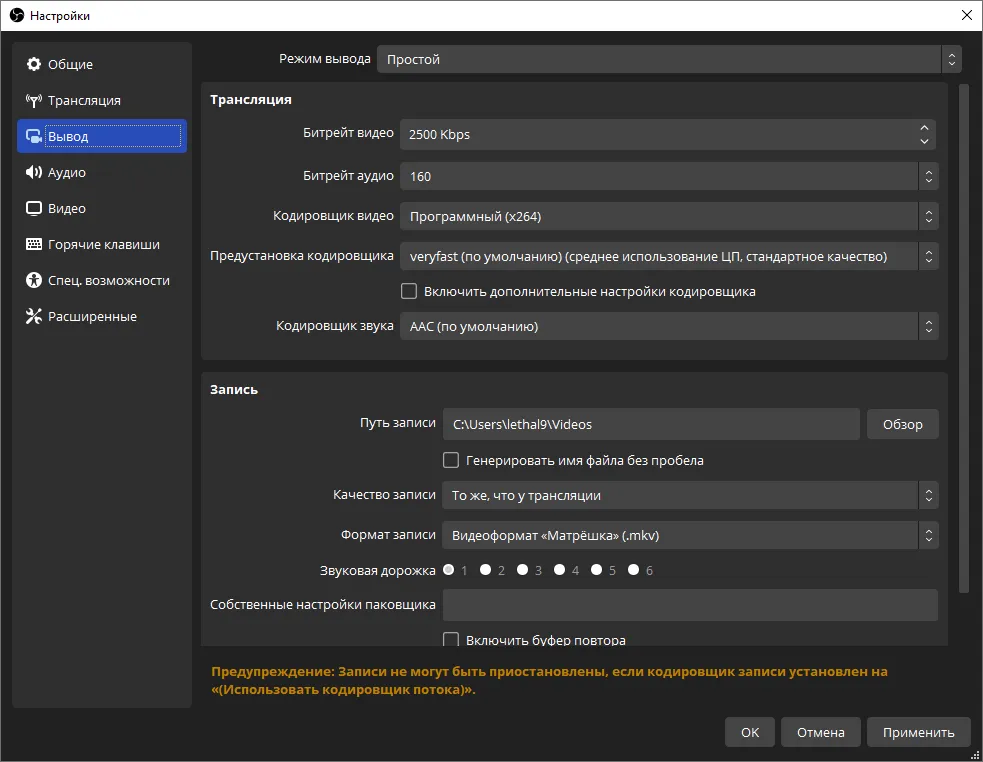 Настройки
Общие
Трансляция
Вывод
Аудио
Видео
Горячие клавиши
Спец. возможности
Расширенные
Режим вывода Простой
Трансляция
Битрейт видео 2500 Kbps
Битрейт аудио 160
Кодировщик видео Программный (x264)
Предустановка кодировщика veryfast (по умолчанию) (среднее использование ЦП, стандартное качество)
Включить дополнительные настройки кодировщика
Кодировщик звука AAC (по умолчанию)
Запись
Путь записи C:\Users\lethal9\Videos Обзор
Генерировать имя файла без пробела
Качество записи То же, что у трансляции
Формат записи Видеоформат «Матрёшка» (.mkv)
Звуковая дорожка 1 2 3 4 5 6
Собственные настройки паковщика
Включить буфер повтора
Предупреждение: Записи не могут быть приостановлены, если кодировщик записи установлен на
«(Использовать кодировщик потока)».
OK Отмена Применить